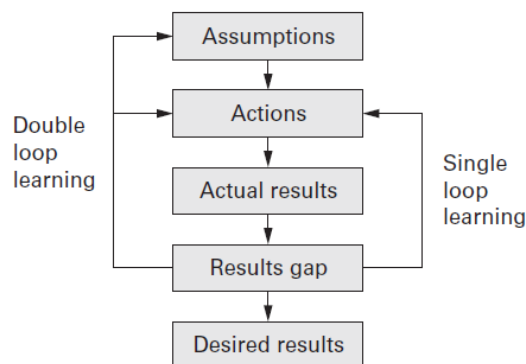 Assumptions
Actions
Double
loop
learning
Actual results
Single
loop
learning
Results gap
Desired results